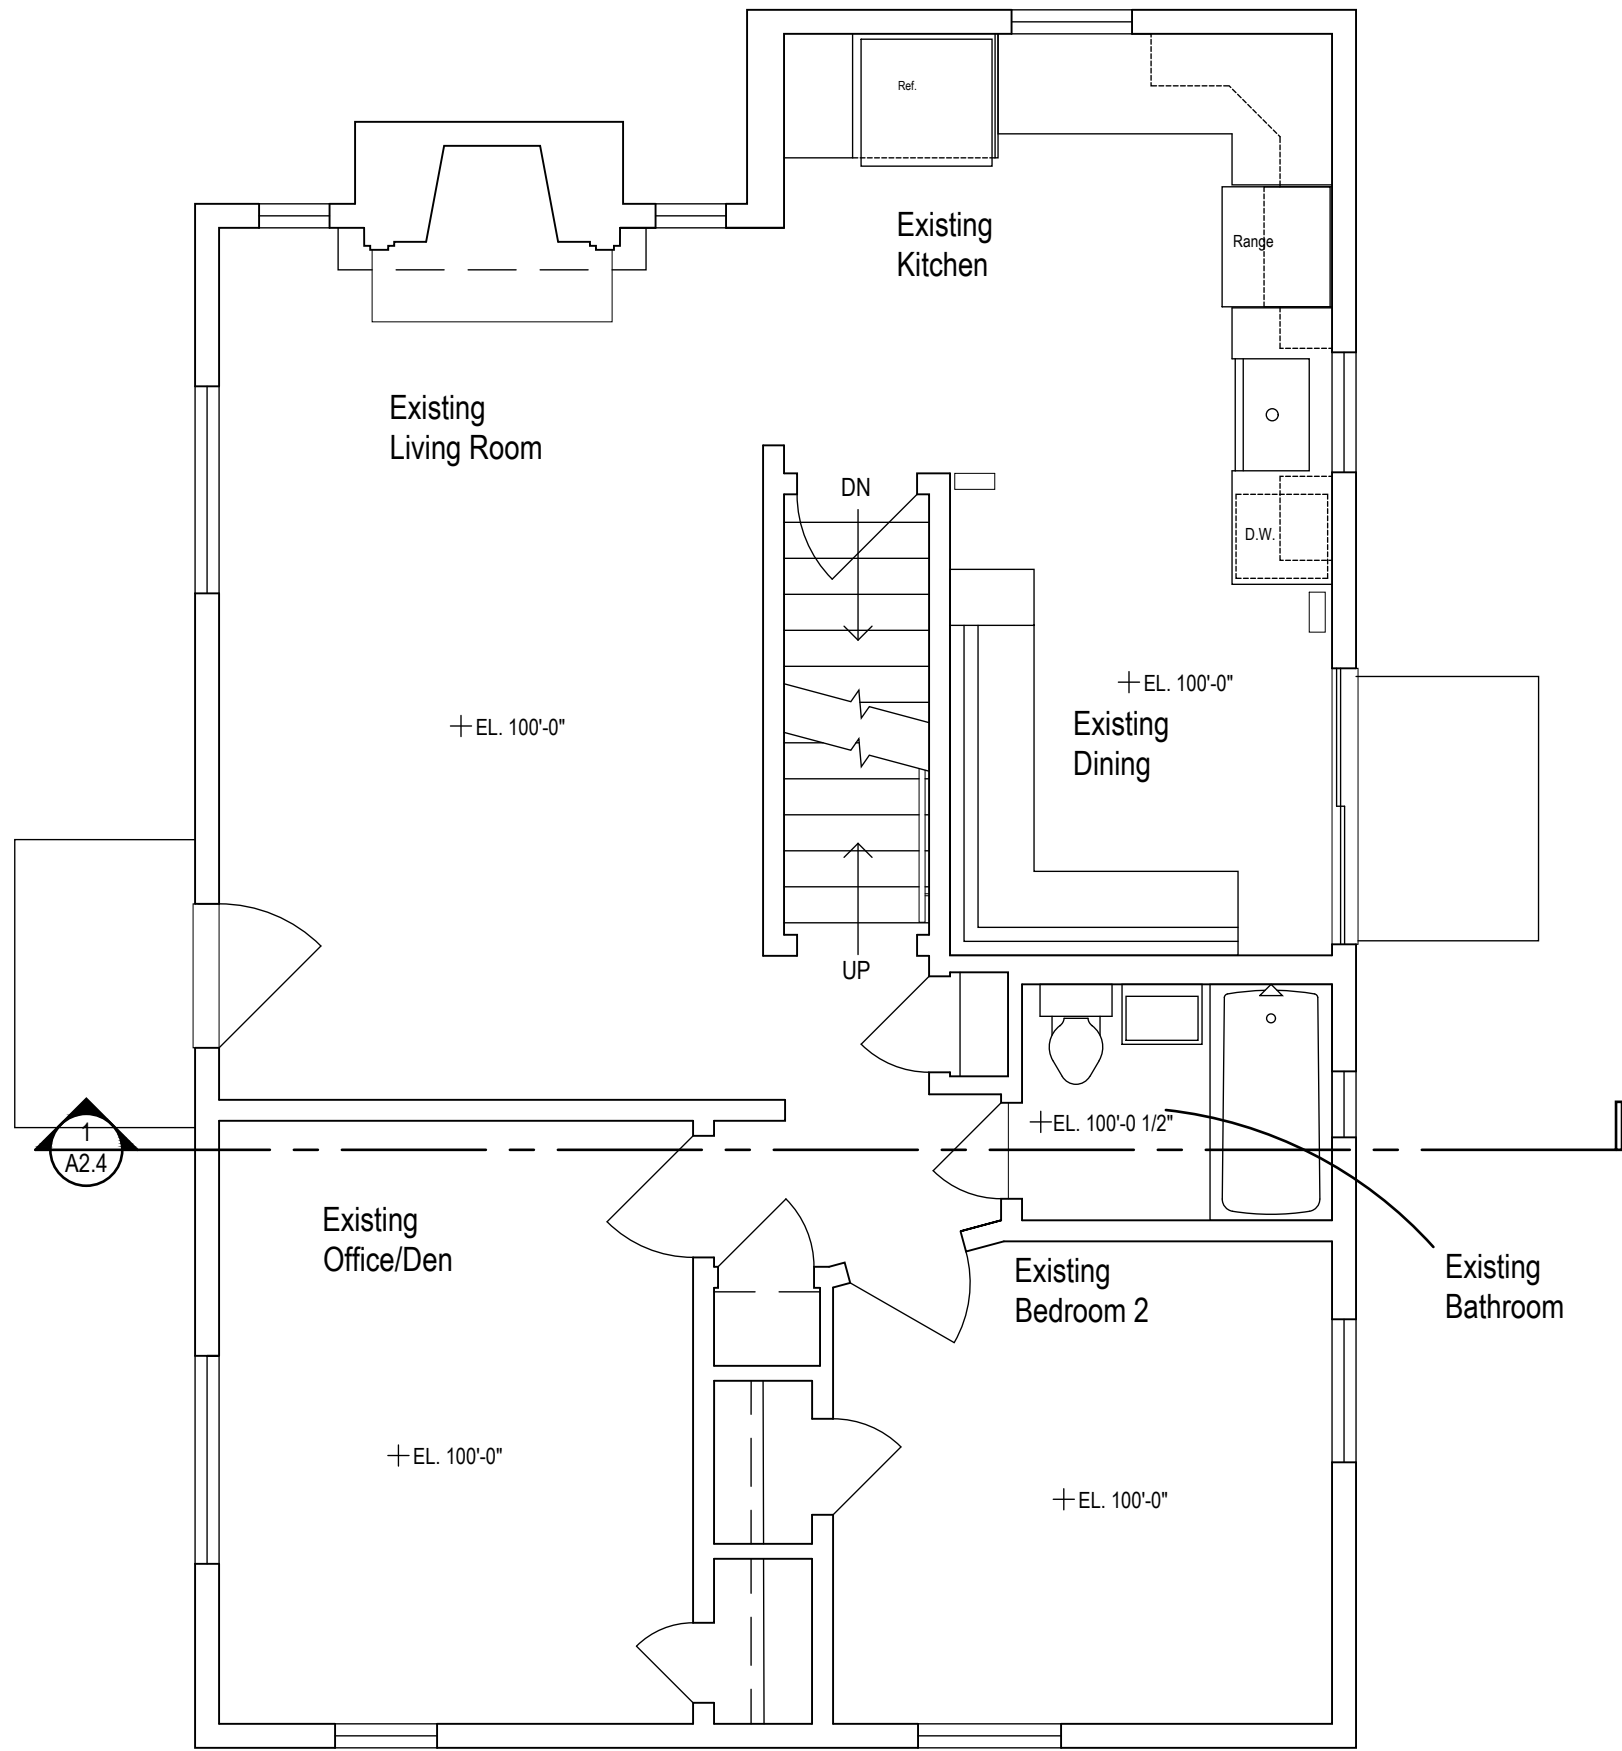 Ref.
Existing
Kitchen
Range
Existing
Living Room
DN
D.W.
EL. 100'-0"
EL. 100'-0"
Existing
Dining
UP
EL. 100'-0 1/2"
1
A2.4
Existing
Office/Den
Existing
Bedroom 2
Existing
Bathroom
EL. 100'-0"
EL. 100'-0"